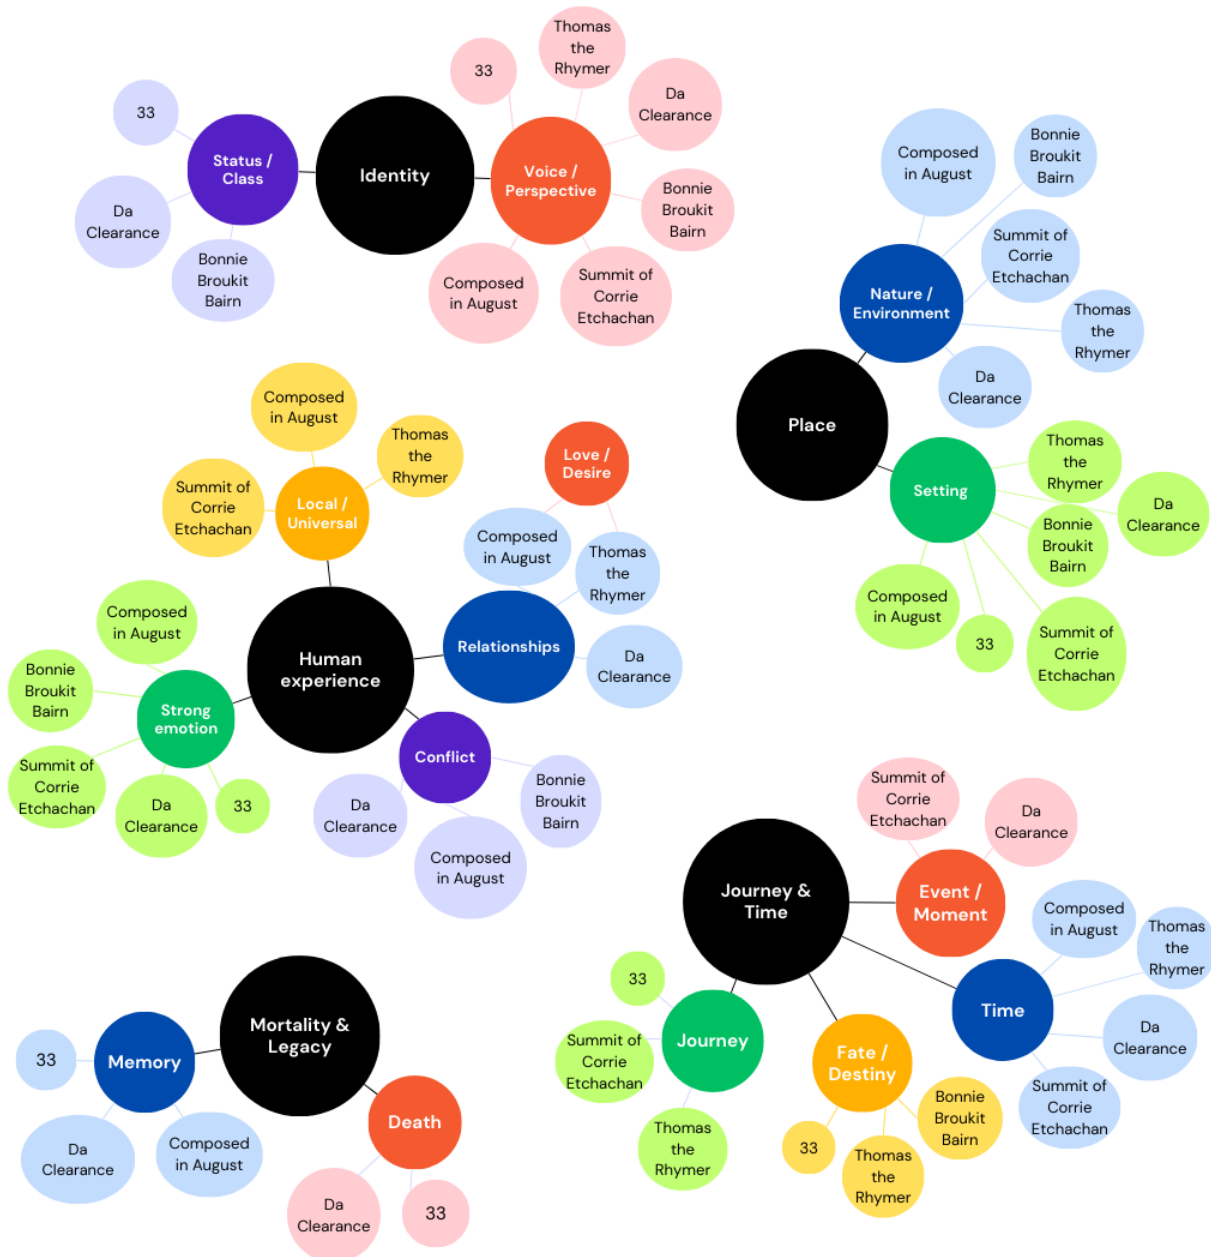 Identity
Status /
Class
33
Da
Clearance
Bonnie
Broukit
Bairn
Voice /
Perspective
33
Thomas
the
Rhymer
Da
Clearance
Bonnie
Broukit
Bairn
Summit of
Corrie
Etchachan
Composed
in August
Place
Nature /
Environment
Composed
in August
Bonnie
Broukit
Bairn
Summit of
Corrie
Etchachan
Thomas
the
Rhymer
Da
Clearance
Setting
Thomas
the
Rhymer
Da
Clearance
Bonnie
Broukit
Bairn
Summit of
Corrie
Etchachan
33
Composed
in August
Human
experience
Local /
Universal
Composed
in August
Thomas
the
Rhymer
Summit of
Corrie
Etchachan
Love /
Desire
Relationships
Composed
in August
Thomas
the
Rhymer
Da
Clearance
Strong
emotion
Composed
in August
Bonnie
Broukit
Bairn
Summit of
Corrie
Etchachan
Da
Clearance
33
Conflict
Da
Clearance
Composed
in August
Bonnie
Broukit
Bairn
Journey &
Time
Event /
Moment
Summit of
Corrie
Etchachan
Da
Clearance
Time
Composed
in August
Thomas
the
Rhymer
Da
Clearance
Summit of
Corrie
Etchachan
Fate /
Destiny
Bonnie
Broukit
Bairn
Thomas
the
Rhymer
33
Journey
33
Summit of
Corrie
Etchachan
Thomas
the
Rhymer
Mortality &
Legacy
Memory
33
Da
Clearance
Composed
in August
Death
Da
Clearance
33